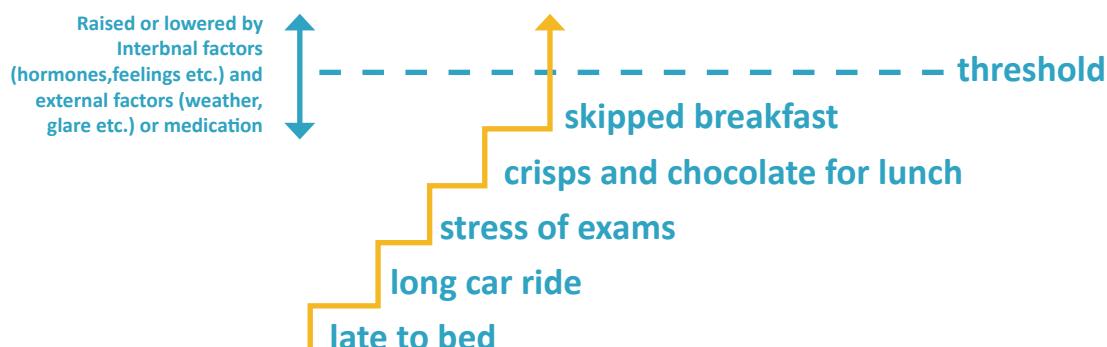 Raised or lowered by
Interbnal factors
(hormones,feelings etc.) and
external factors (weather,
glare etc.) or medication
threshold
skipped breakfast
crisps and chocolate for lunch
stress of exams
long car ride
late to bed